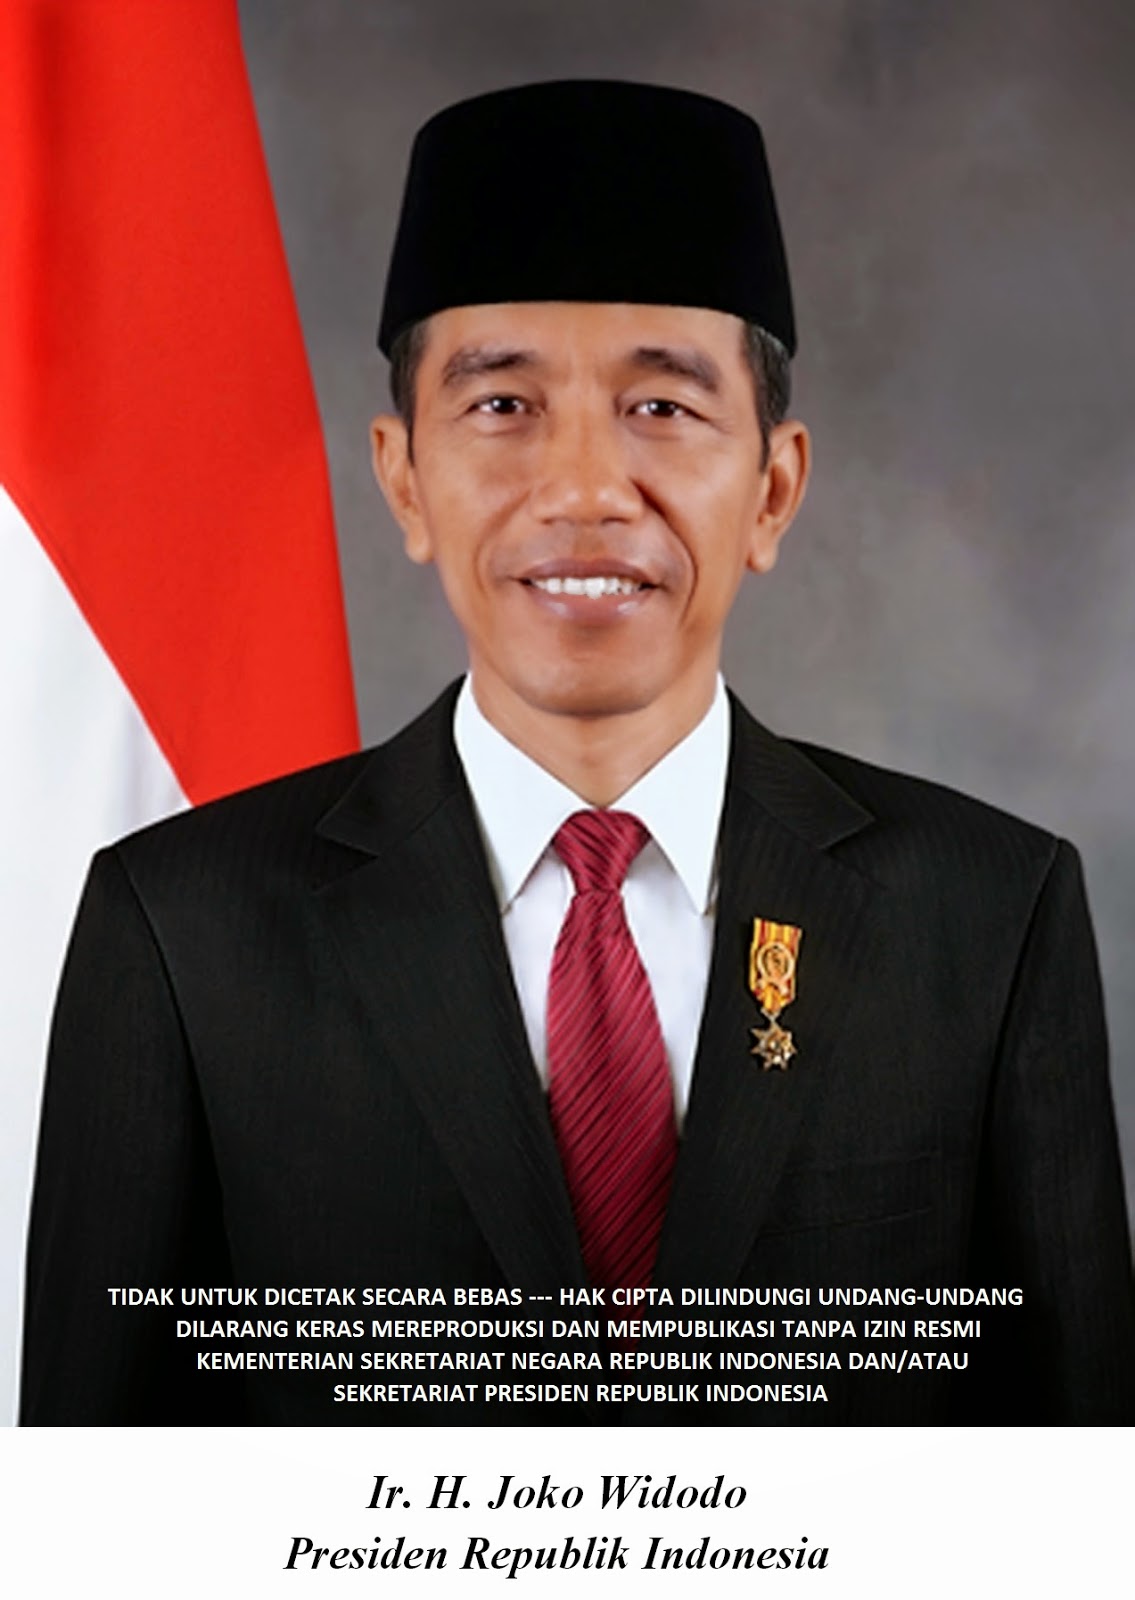 TIDAK UNTUK DICETAK SECARA BEBAS --- HAK CIPTA DILINDUNGI UNDANG-UNDANG
DILARANG KERAS MEREPRODUKSI DAN MEMPUBLIKASI TANPA IZIN RESMI
KEMENTERIAN SEKRETARIAT NEGARA REPUBLIK INDONESIA DAN/ATAU
SEKRETARIAT PRESIDEN REPUBLIK INDONESIA
Ir. H. Joko Widodo
Presiden Republik Indonesia